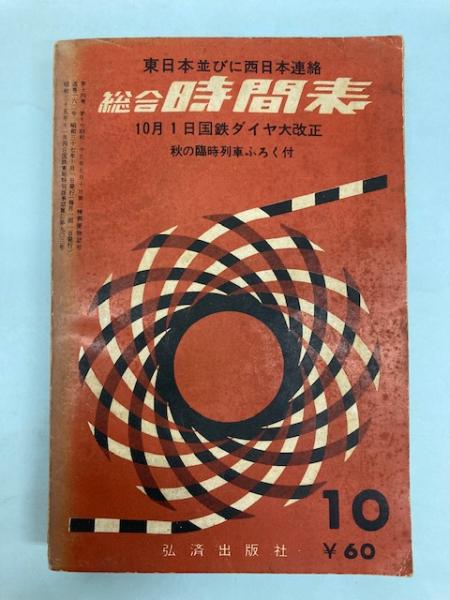 東日本並びに西日本連絡
総合時間表
10月1日国鉄ダイヤ大改正
秋の臨時列車ふろく付
10
¥60
弘済出版社